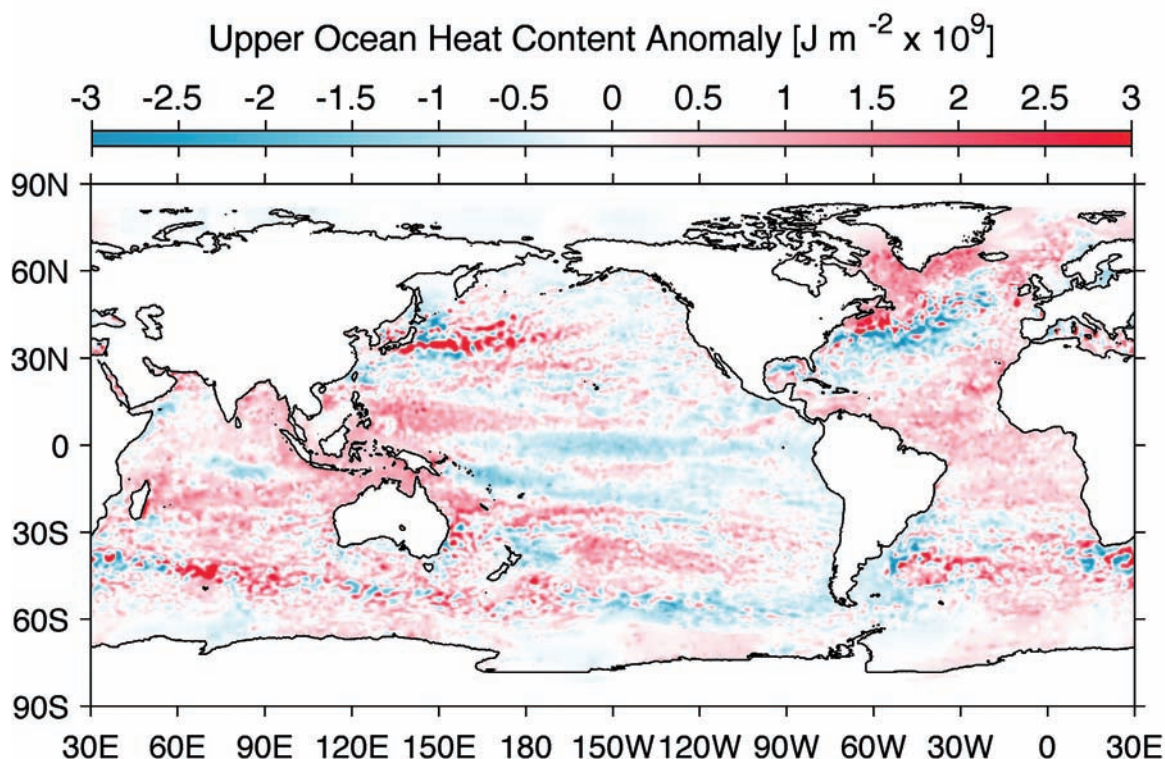 Upper Ocean Heat Content Anomaly [J m -2 x 10^9]
-3 -2.5 -2 -1.5 -1 -0.5 0 0.5 1 1.5 2 2.5 3
90N
60N
30N
0
30S
60S
90S
30E 60E 90E 120E 150E 180 150W 120W 90W 60W 30W 0 30E